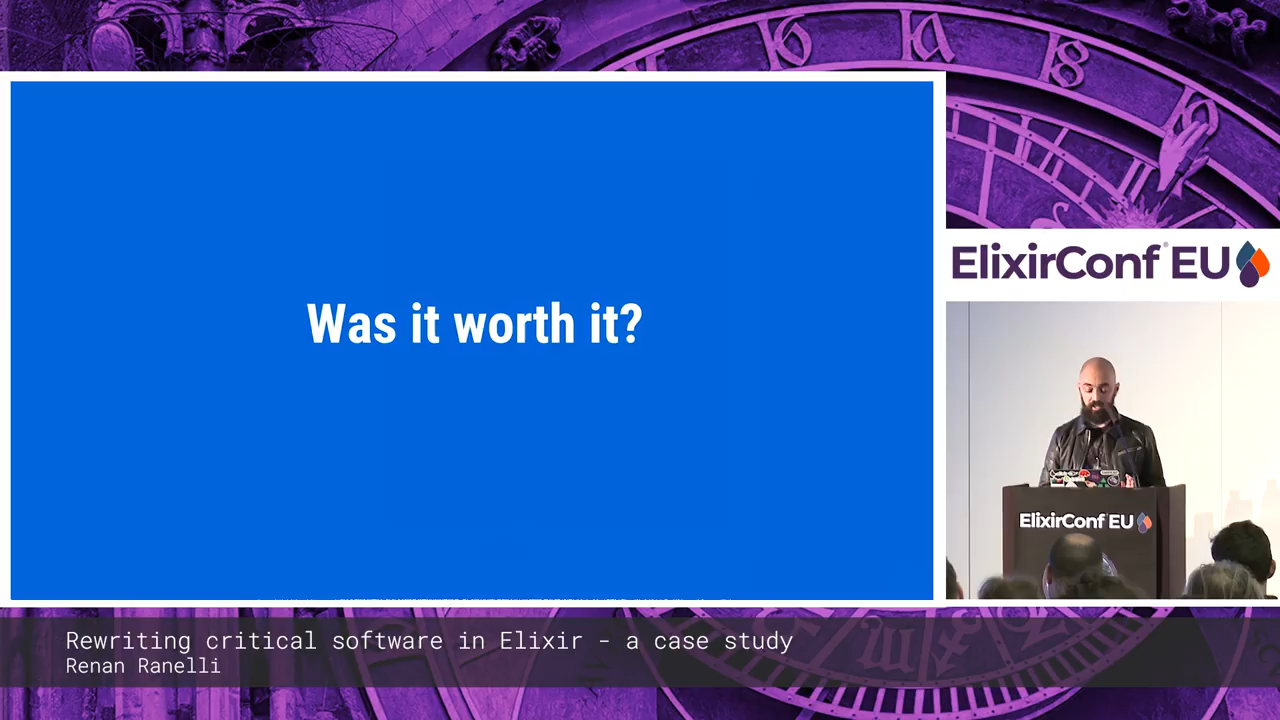 Was it worth it?
ElixirConf® EU
ElixirConf EU
Rewriting critical software in Elixir - a case study
Renan Ranelli